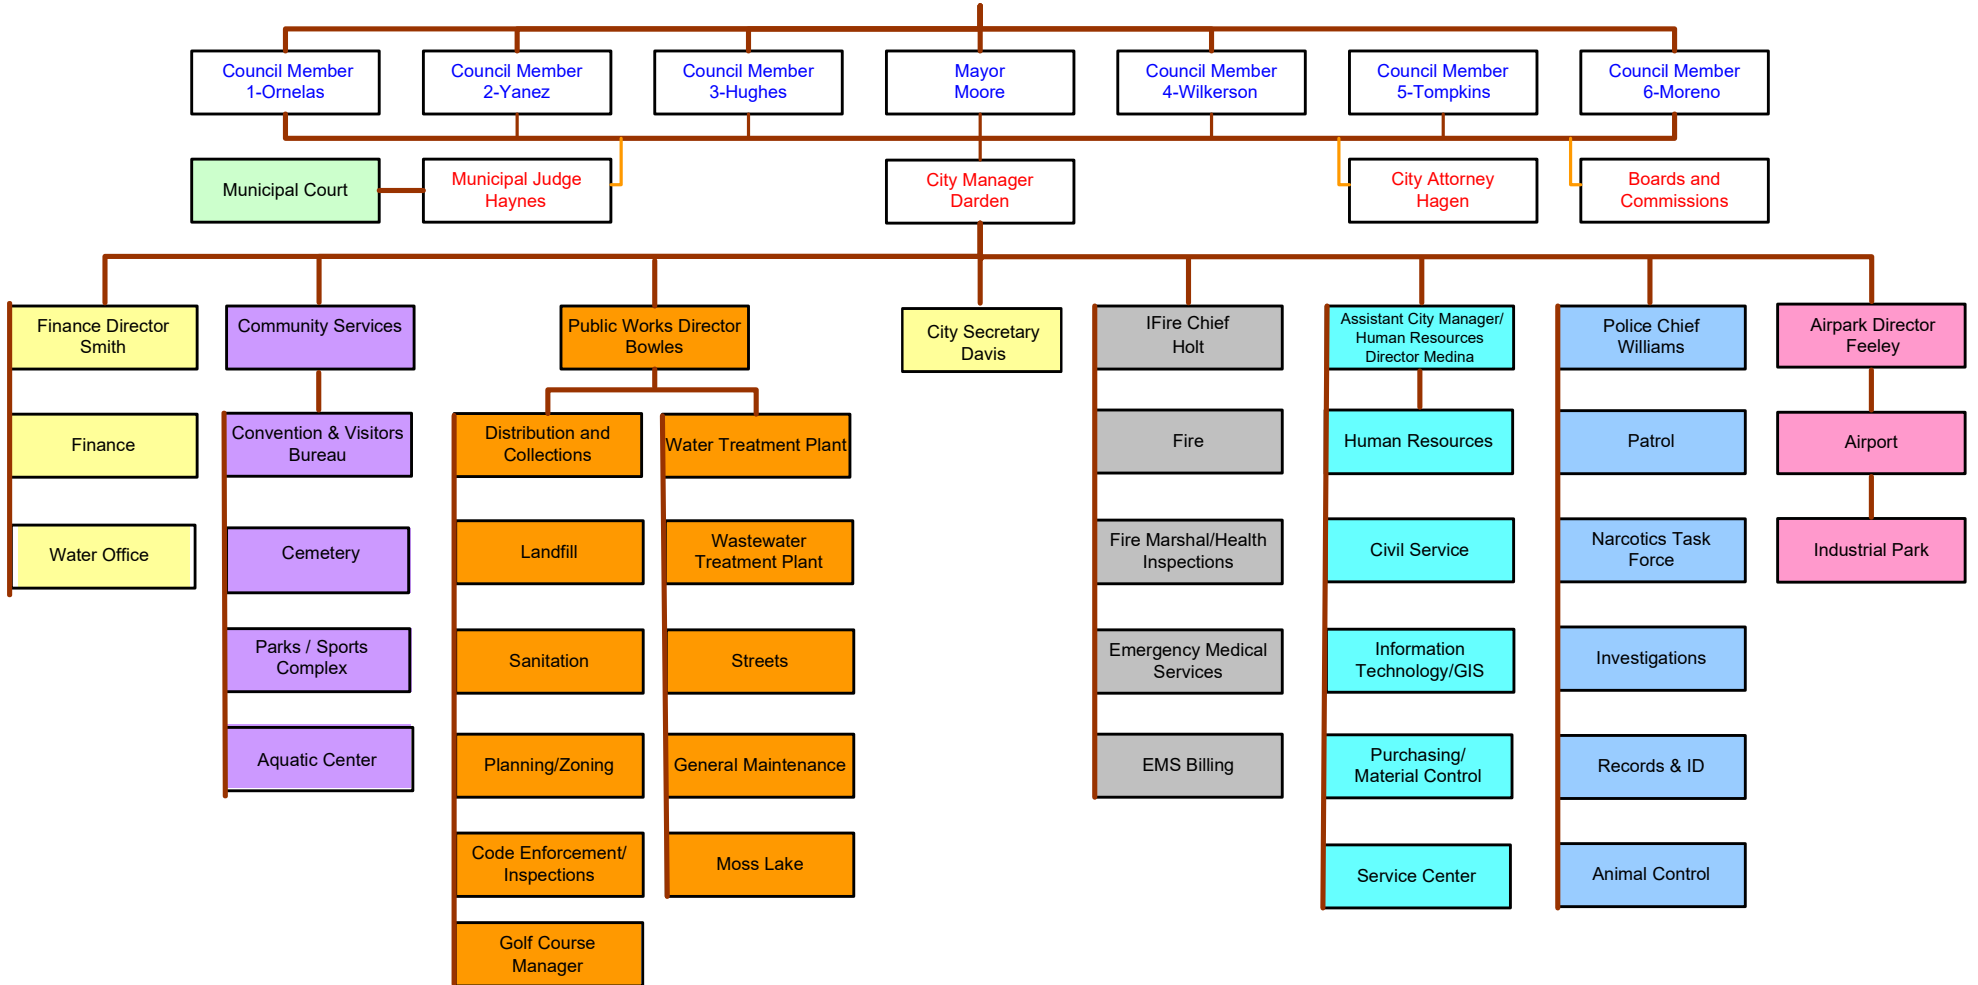 Council Member
1-Ornelas
Council Member
2-Yanez
Council Member
3-Hughes
Mayor
Moore
Council Member
4-Wilkerson
Council Member
5-Tompkins
Council Member
6-Moreno
Municipal Court
Municipal Judge
Haynes
City Manager
Darden
City Attorney
Hagen
Boards and
Commissions
Finance Director
Smith
Finance
Water Office
Community Services
Convention & Visitors
Bureau
Cemetery
Parks / Sports
Complex
Aquatic Center
Public Works Director
Bowles
Distribution and
Collections
Landfill
Sanitation
Planning/Zoning
Code Enforcement/
Inspections
Golf Course
Manager
Water Treatment Plant
Wastewater
Treatment Plant
Streets
General Maintenance
Moss Lake
City Secretary
Davis
IFire Chief
Holt
Fire
Fire Marshal/Health
Inspections
Emergency Medical
Services
EMS Billing
Assistant City Manager/
Human Resources
Director Medina
Human Resources
Civil Service
Information
Technology/GIS
Purchasing/
Material Control
Service Center
Police Chief
Williams
Patrol
Narcotics Task
Force
Investigations
Records & ID
Animal Control
Airpark Director
Feeley
Airport
Industrial Park